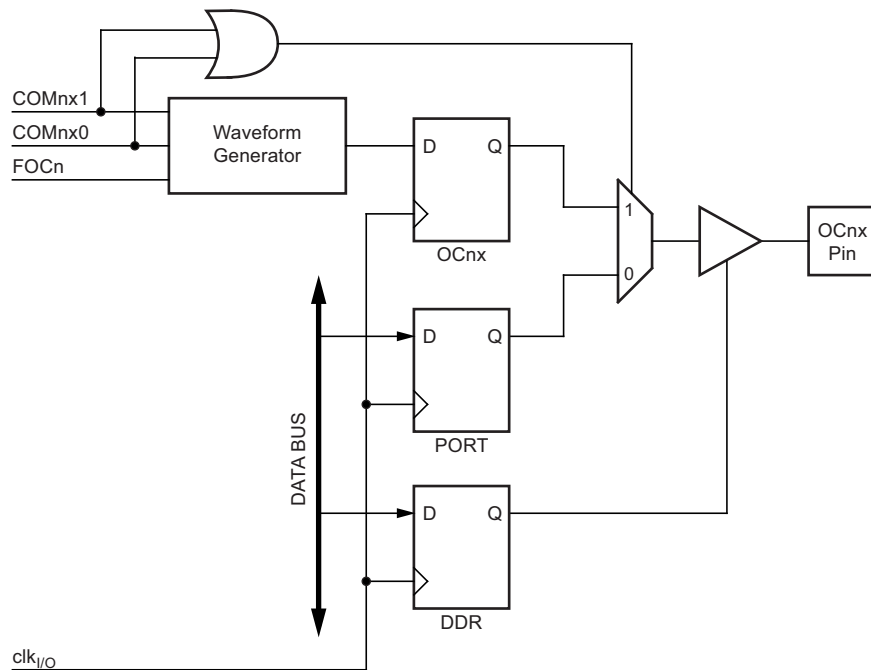 COMnx1
COMnx0
FOCn
Waveform
Generator
D
Q
OCnx
1
0
OCnx
Pin
D
Q
PORT
DATA BUS
D
Q
DDR
clkI/O